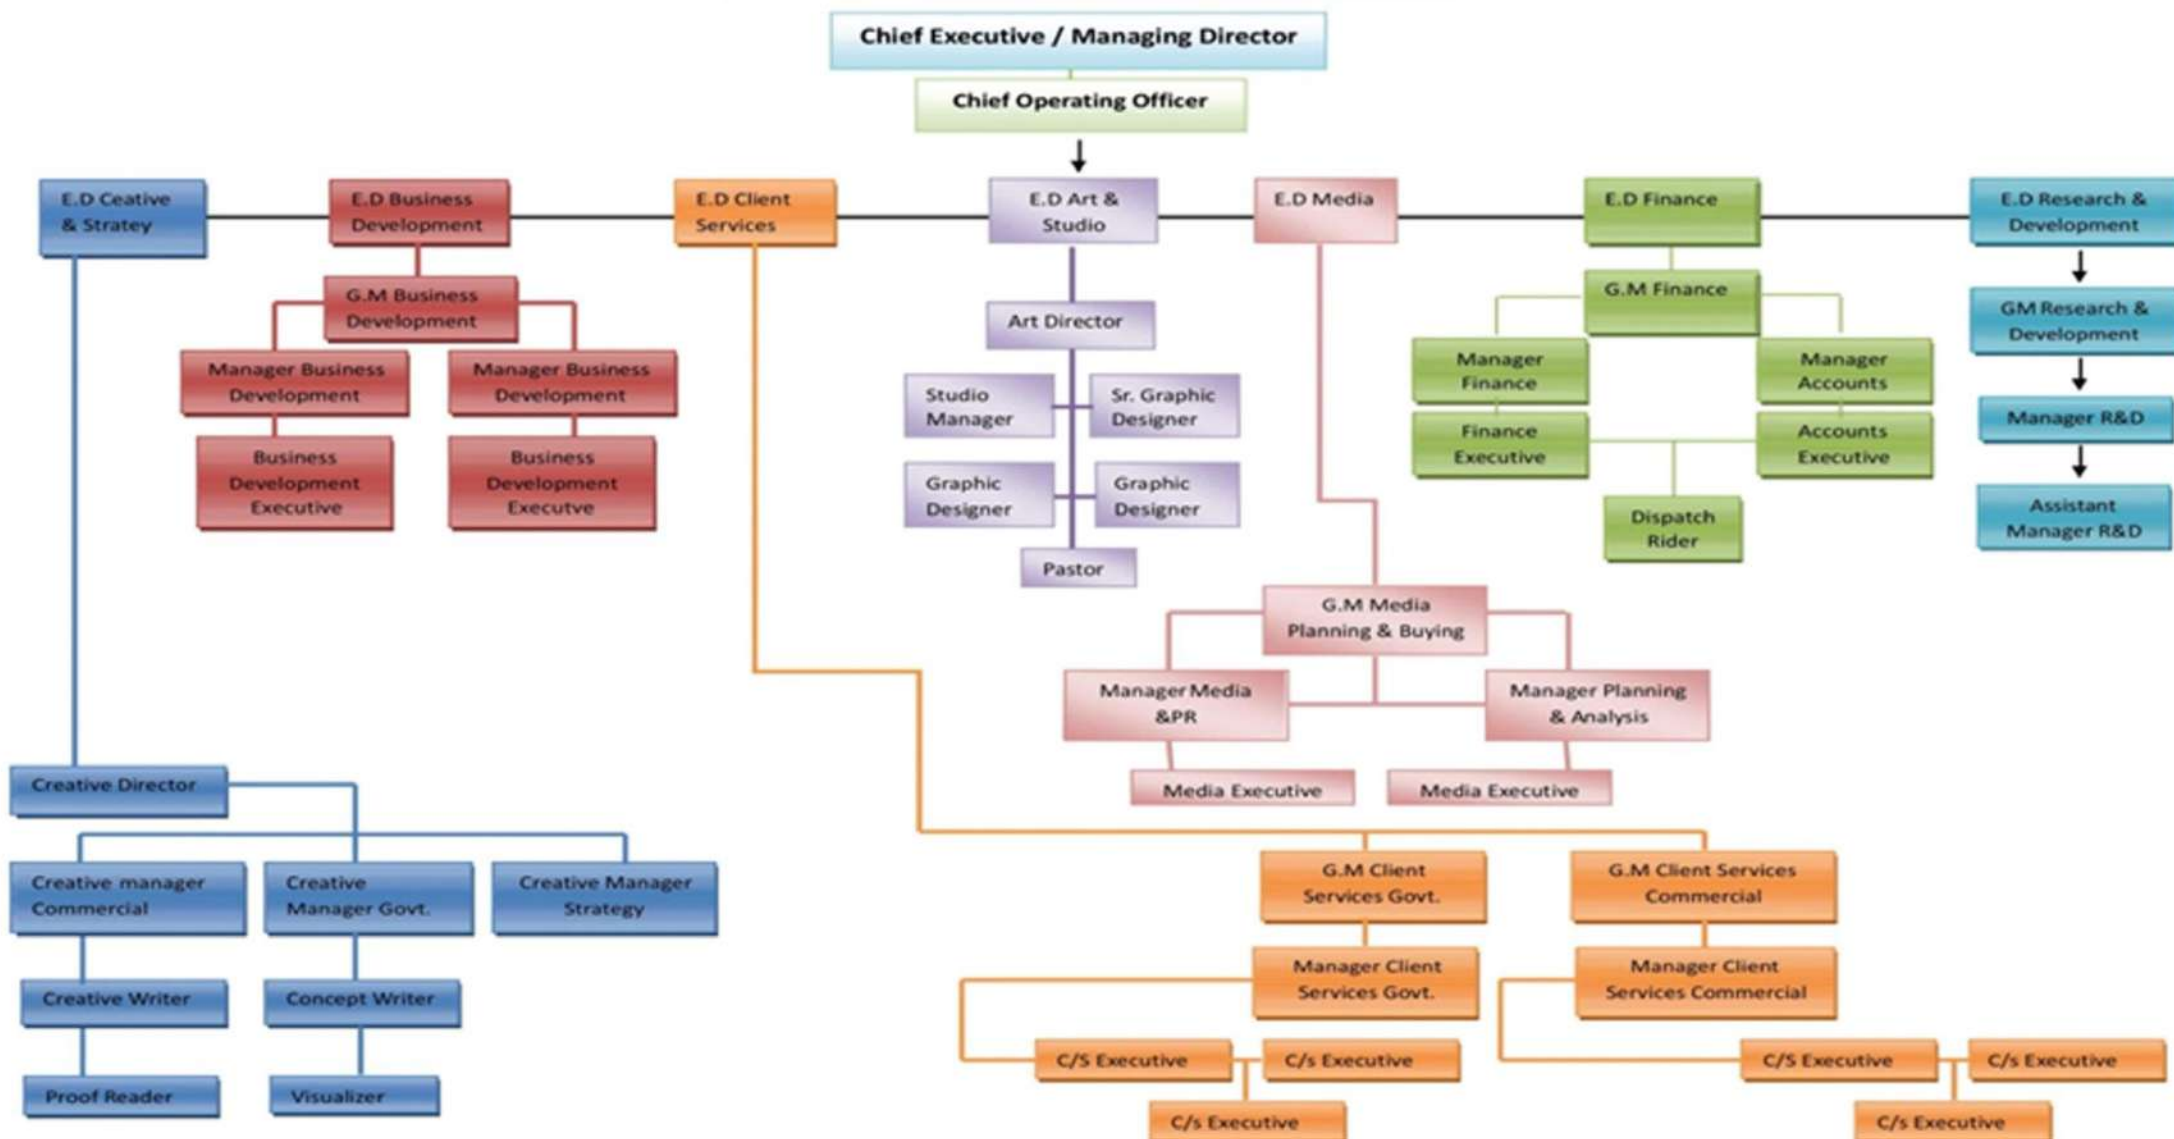 Chief Executive / Managing Director
Chief Operating Officer
E.D Ceative
& Stratey
E.D Business
Development
E.D Client
Services
E.D Art &
Studio
E.D Media
E.D Finance
E.D Research &
Development
G.M Business
Development
Manager Business
Development
Manager Business
Development
Business
Development
Executive
Business
Development
Executve
Art Director
Studio
Manager
Sr. Graphic
Designer
Graphic
Designer
Graphic
Designer
Pastor
G.M Finance
Manager
Finance
Manager
Accounts
Finance
Executive
Accounts
Executive
Dispatch
Rider
GM Research &
Development
Manager R&D
Assistant
Manager R&D
G.M Media
Planning & Buying
Manager Media
&PR
Manager Planning
& Analysis
Media Executive
Media Executive
Creative Director
Creative manager
Commercial
Creative
Manager Govt.
Creative Manager
Strategy
Creative Writer
Concept Writer
Proof Reader
Visualizer
G.M Client
Services Govt.
G.M Client Services
Commercial
Manager Client
Services Govt.
Manager Client
Services Commercial
C/S Executive
C/s Executive
C/s Executive
C/S Executive
C/s Executive
C/s Executive